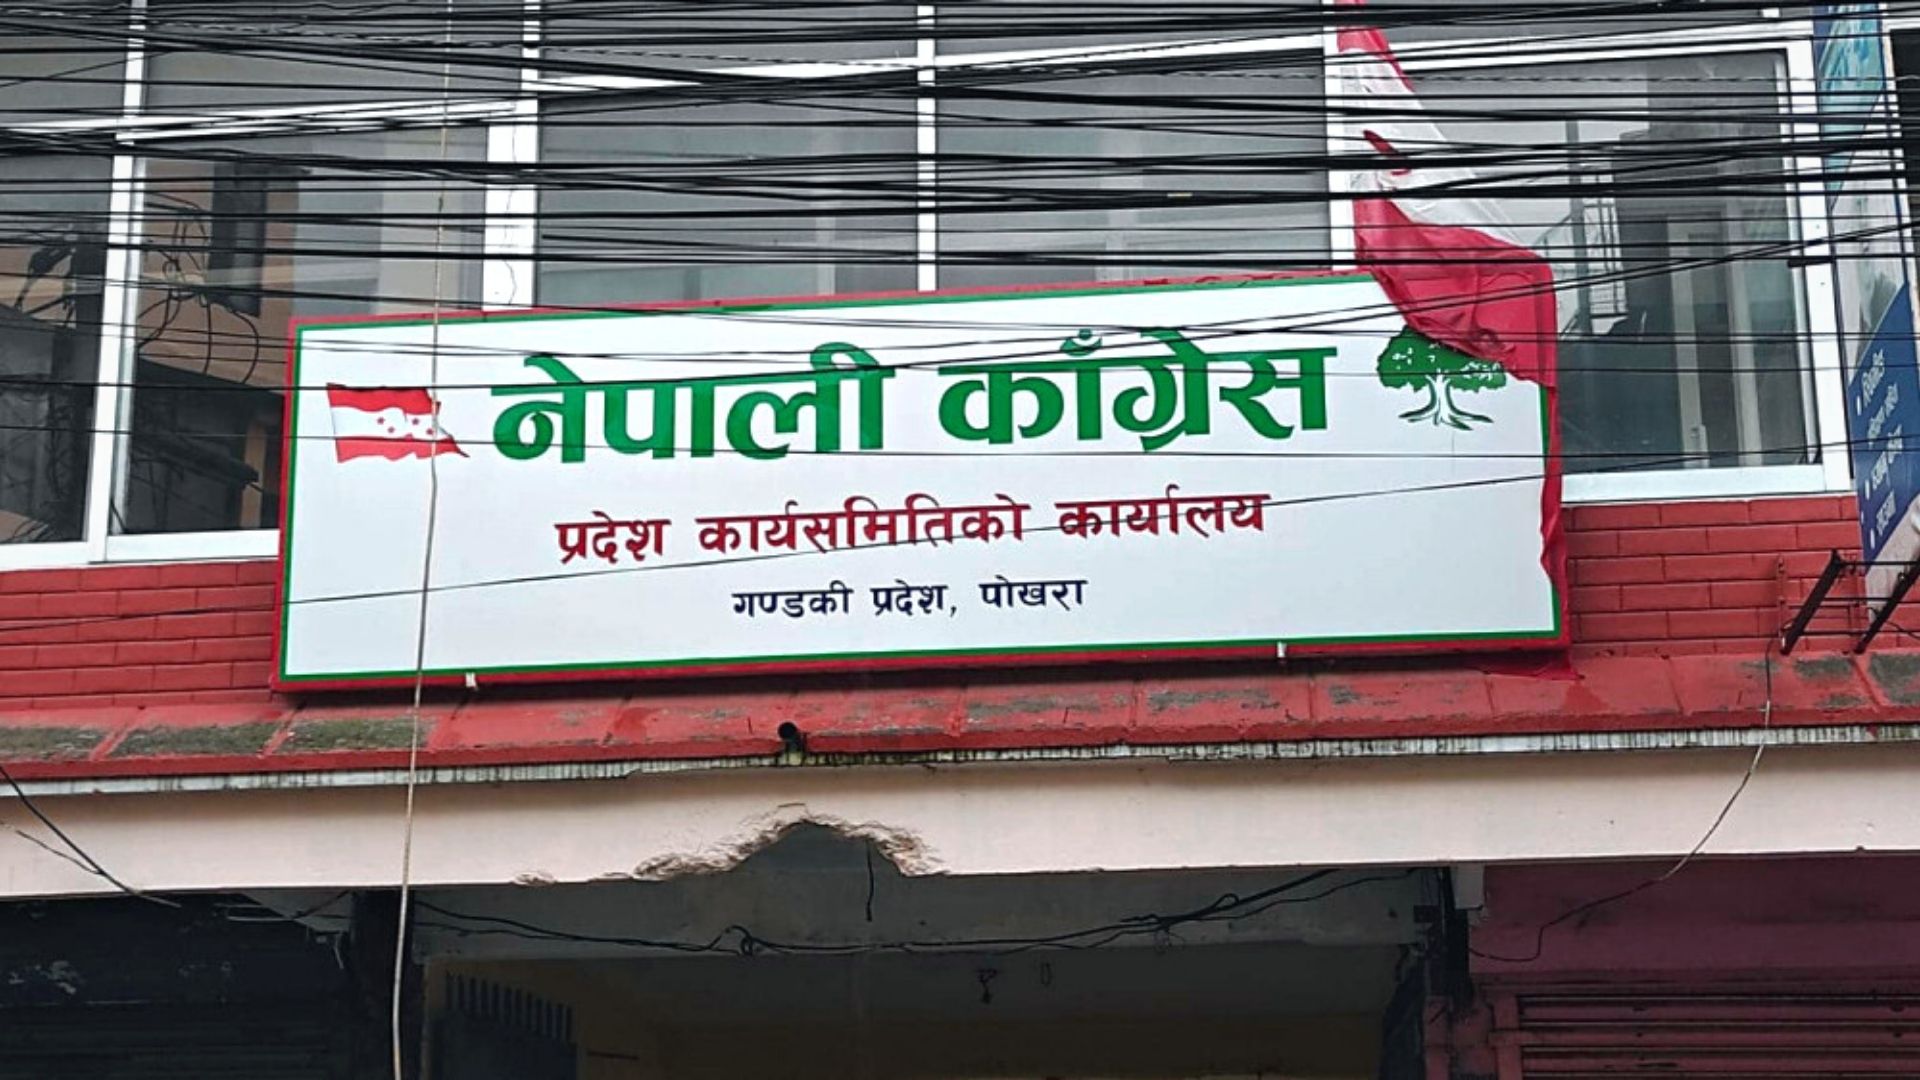 नेपाली काँग्रेस
प्रदेश कार्यसमितिको कार्यालय
गण्डकी प्रदेश, पोखरा